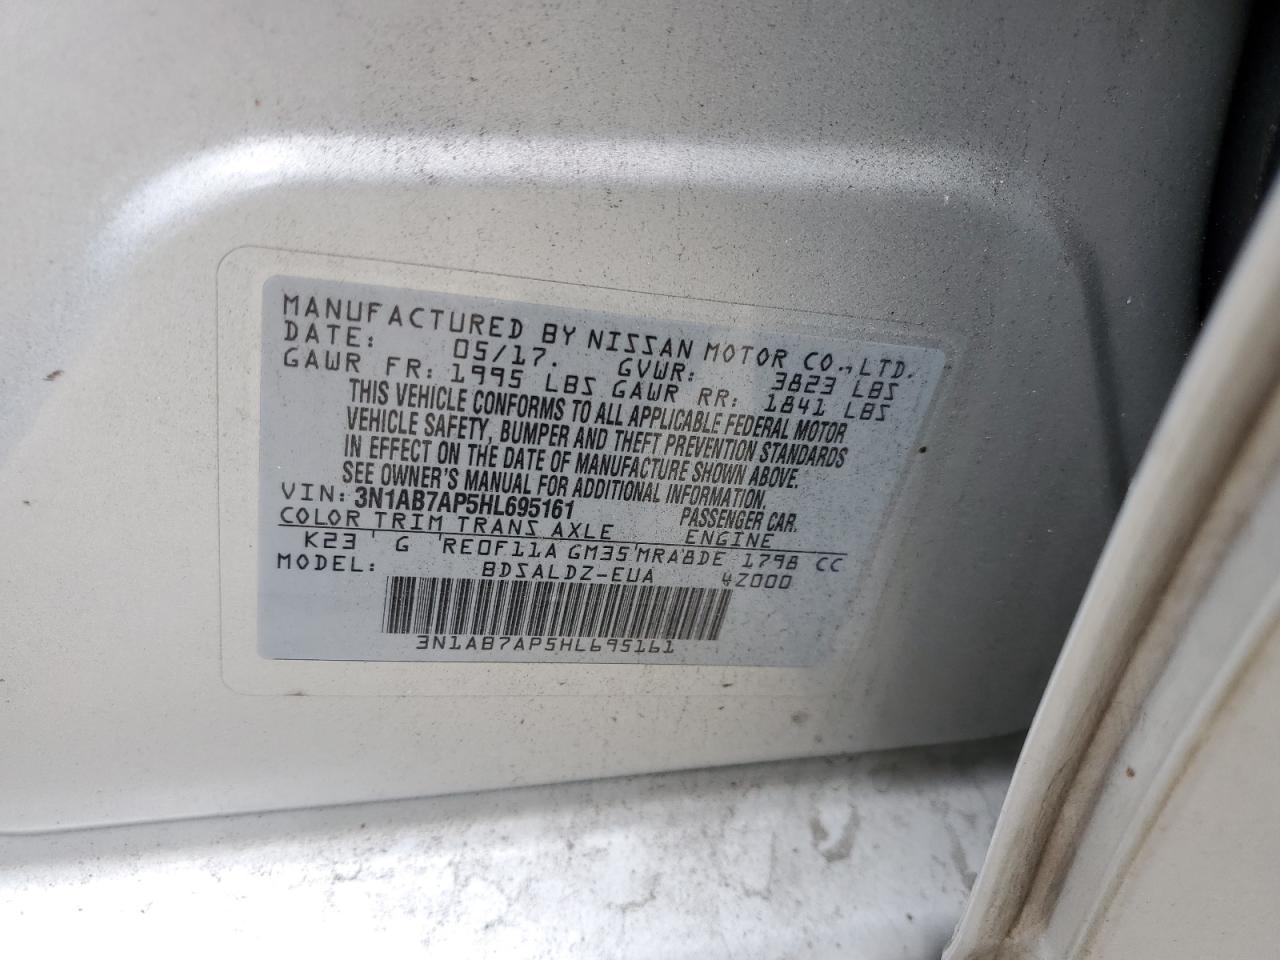 MANUFACTURED BY NISSAN MOTOR CO., LTD.
DATE: 05/17. GVWR: 3823 LBS
GAWR FR: 1995 LBS GAWR RR: 1841 LBS
THIS VEHICLE CONFORMS TO ALL APPLICABLE FEDERAL MOTOR
VEHICLE SAFETY, BUMPER AND THEFT PREVENTION STANDARDS
IN EFFECT ON THE DATE OF MANUFACTURE SHOWN ABOVE.
SEE OWNER'S MANUAL FOR ADDITIONAL INFORMATION.
VIN: 3N1AB7AP5HL695161 PASSENGER CAR.
COLOR TRIM TRANS AXLE ENGINE
K23 G RE0F11A GM35 MRA8DE 1798 CC
MODEL: BDSALDZ-EUA 4Z000
3N1AB7AP5HL695161